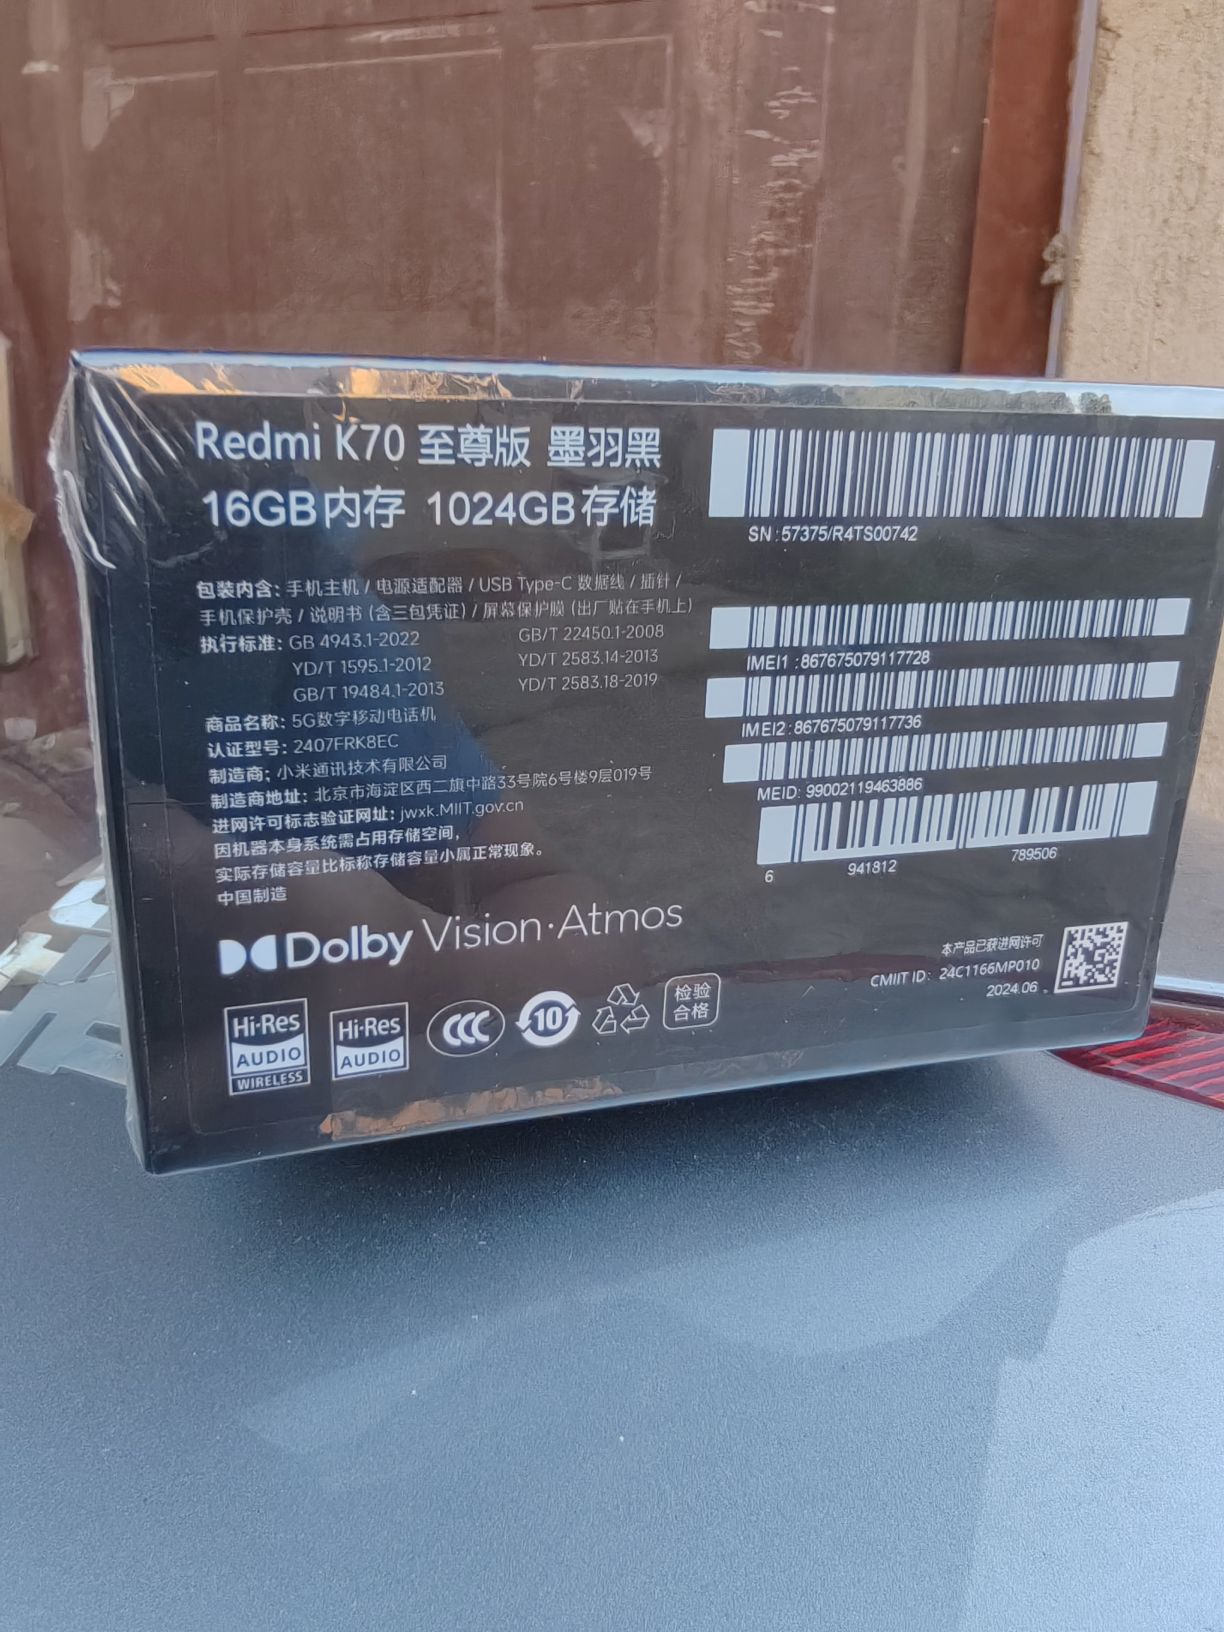 Redmi K70 至尊版 墨羽黑
16GB内存 1024GB存储
包装内含: 手机主机 / 电源适配器 / USB Type-C 数据线 / 插针 /
手机保护壳 / 说明书 (含三包凭证) / 屏幕保护膜 (出厂贴在手机上)
执行标准: GB 4943.1-2022 GB/T 22450.1-2008
YD/T 1595.1-2012 YD/T 2583.14-2013
GB/T 19484.1-2013 YD/T 2583.18-2019
商品名称: 5G数字移动电话机
认证型号: 2407FRK8EC
制造商: 小米通讯技术有限公司
制造商地址: 北京市海淀区西二旗中路33号院6号楼9层019号
进网许可标志验证网址: jwxk.MIIT.gov.cn
因机器本身系统需占用存储空间,
实际存储容量比标称存储容量小属正常现象。
中国制造
Dolby Vision·Atmos
Hi-Res
AUDIO
WIRELESS
Hi-Res
AUDIO
CCC
10
检验
合格
SN:57375/R4TS00742
IMEI1 :867675079117728
IMEI2:867675079117736
MEID: 99002119463886
6 941812 789506
本产品已获进网许可
CMIIT ID: 24C1166MP010
2024.06